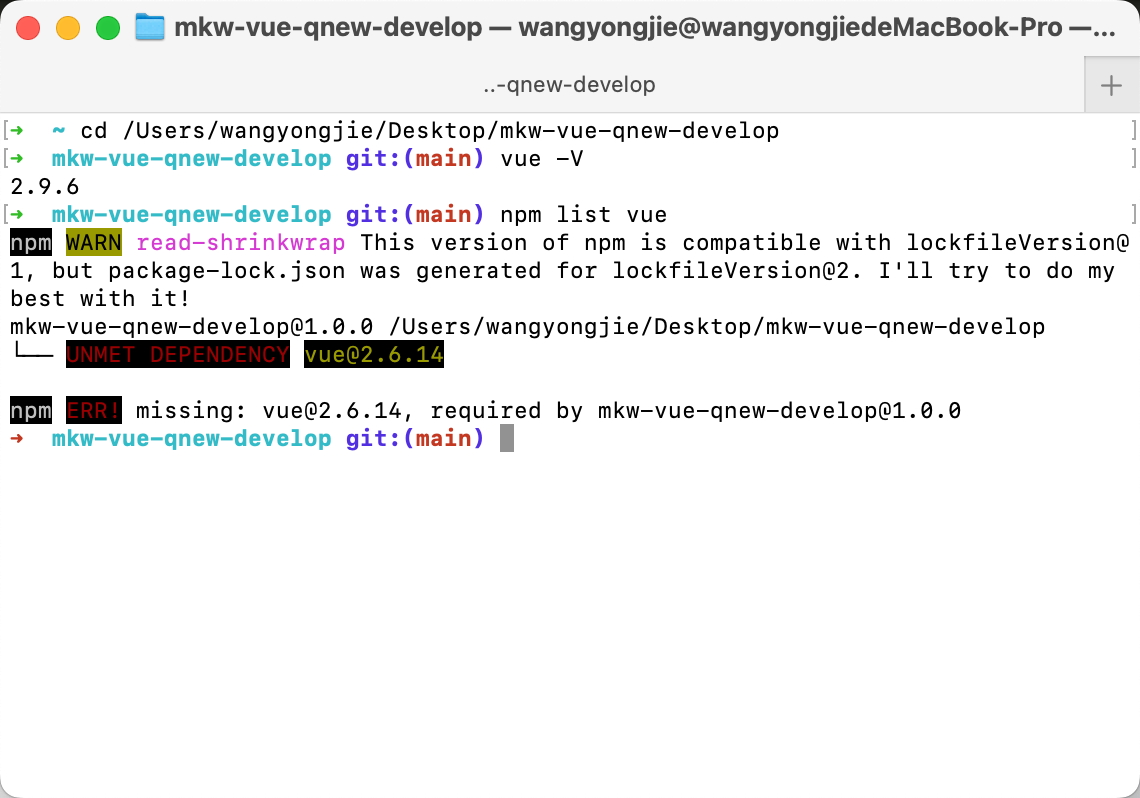 mkw-vue-qnew-develop — wangyongjie@wangyongjiedeMacBook-Pro —...
..-qnew-develop
[➜  ~ cd /Users/wangyongjie/Desktop/mkw-vue-qnew-develop ]
[➜  mkw-vue-qnew-develop git:(main) vue -V ]
2.9.6
[➜  mkw-vue-qnew-develop git:(main) npm list vue ]
npm WARN read-shrinkwrap This version of npm is compatible with lockfileVersion@
1, but package-lock.json was generated for lockfileVersion@2. I'll try to do my
best with it!
mkw-vue-qnew-develop@1.0.0 /Users/wangyongjie/Desktop/mkw-vue-qnew-develop
└── UNMET DEPENDENCY vue@2.6.14
npm ERR! missing: vue@2.6.14, required by mkw-vue-qnew-develop@1.0.0
➜  mkw-vue-qnew-develop git:(main)